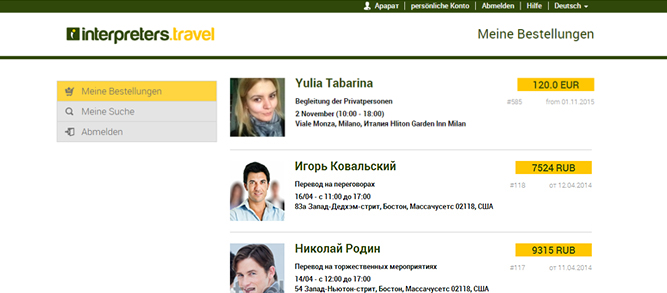 Арарат | persönliche Konto | Abmelden | Hilfe | Deutsch
interpreters.travel
Meine Bestellungen
Meine Bestellungen
Meine Suche
Abmelden
Yulia Tabarina
120.0 EUR
Begleitung der Privatpersonen
#585 from 01.11.2015
2 November (10:00 - 18:00)
Viale Monza, Milano, Италия Hliton Garden Inn Milan
Игорь Ковальский
7524 RUB
Перевод на переговорах
#118 от 12.04.2014
16/04 - с 11:00 до 17:00
83а Запад-Дедхэм-стрит, Бостон, Массачусетс 02118, США
Николай Родин
9315 RUB
Перевод на торжественных мероприятиях
#117 от 11.04.2014
14/04 - с 12:00 до 17:00
54 Запад-Ньютон-стрит, Бостон, Массачусетс 02118, США